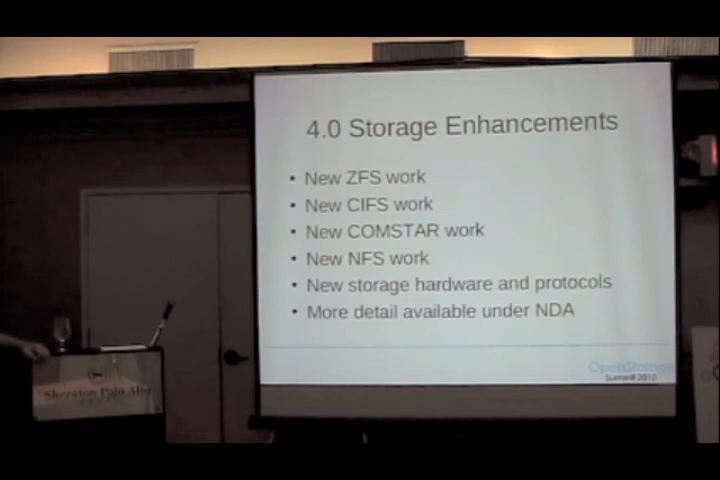 4.0 Storage Enhancements
• New ZFS work
• New CIFS work
• New COMSTAR work
• New NFS work
• New storage hardware and protocols
• More detail available under NDA
OpenStorage
Summit 2010
Sheraton Palo Alto